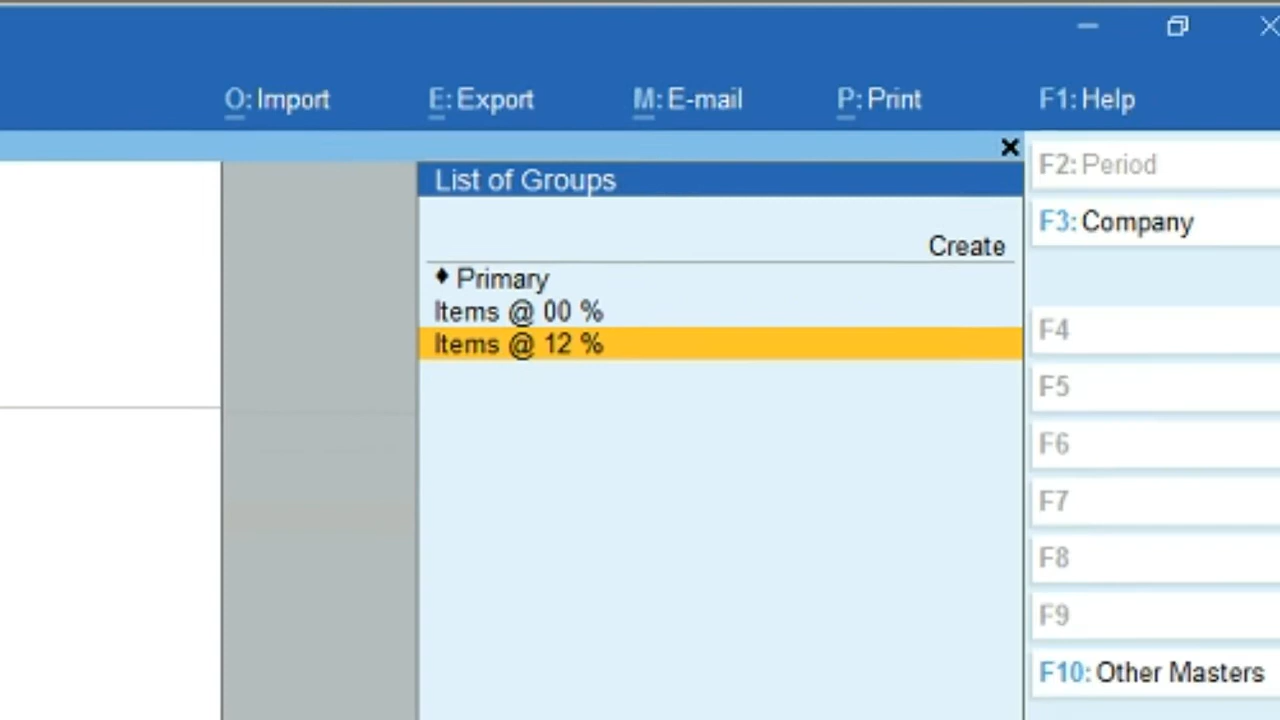 O: Import E: Export M: E-mail P: Print F1: Help
List of Groups
Create
♦ Primary
Items @ 00 %
Items @ 12 %
F2: Period
F3: Company
F4
F5
F6
F7
F8
F9
F10: Other Masters